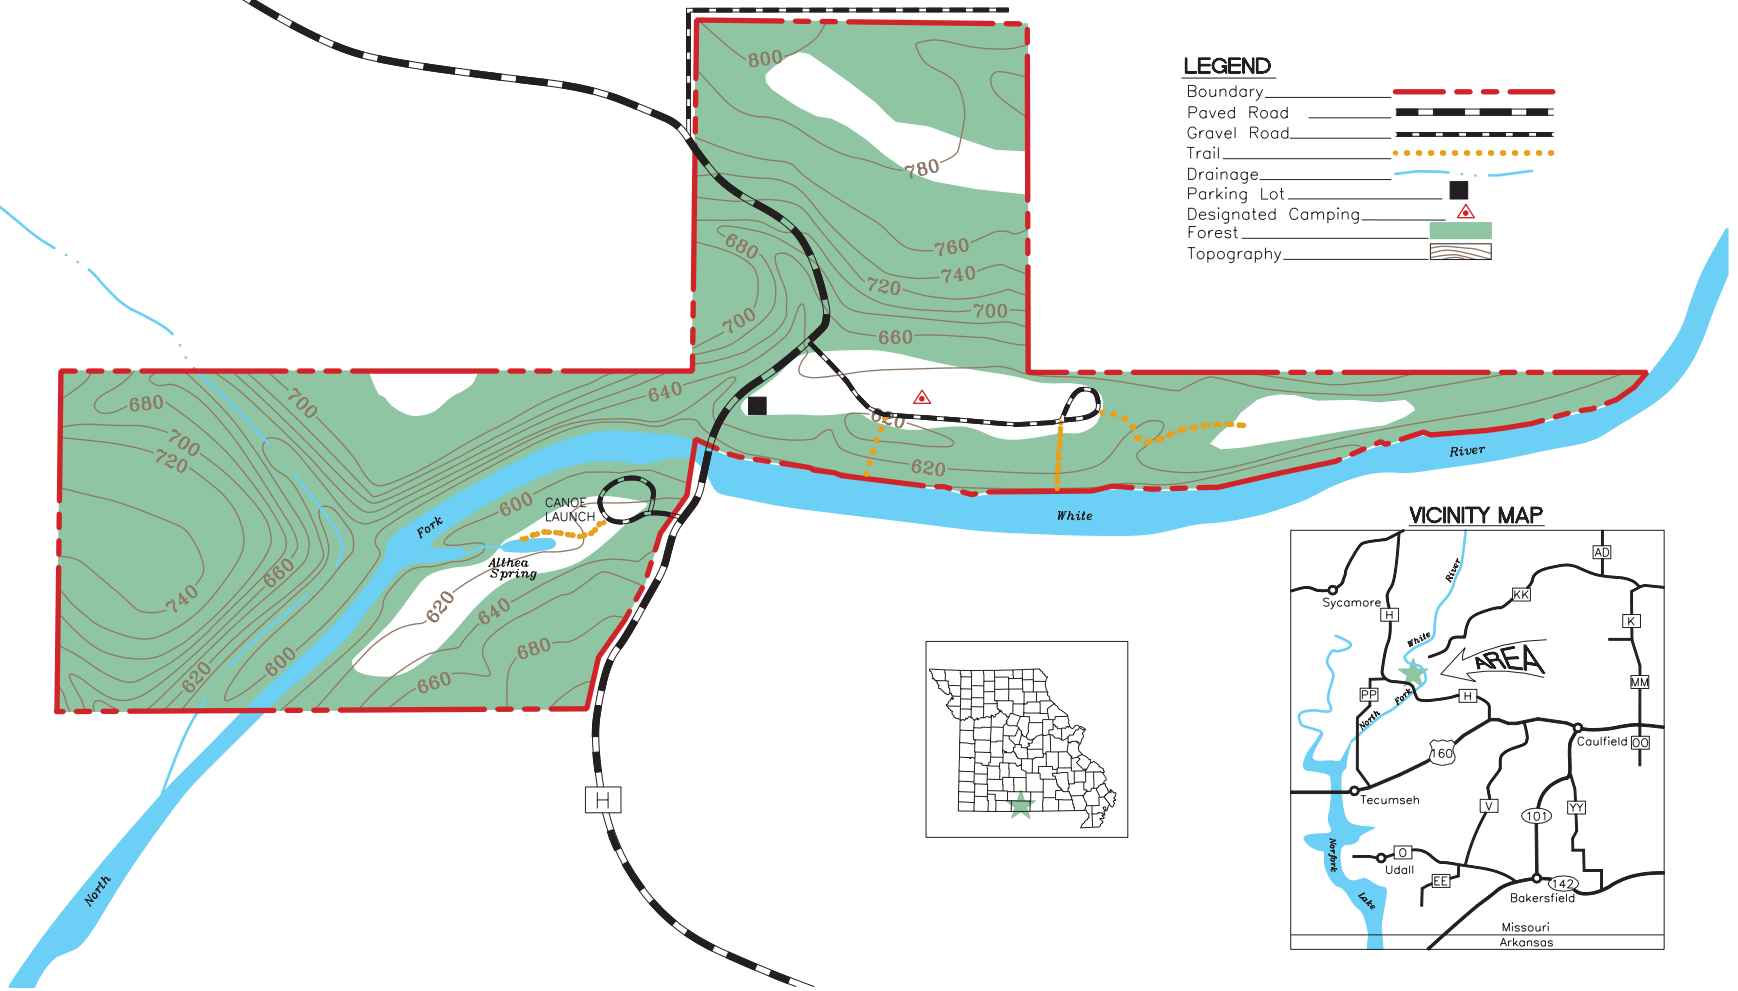 LEGEND
Boundary
Paved Road
Gravel Road
Trail
Drainage
Parking Lot
Designated Camping
Forest
Topography
800
780
760
740
720
700
660
680
700
640
620
620
680
700
720
740
700
660
620
600
600
620
640
660
680
CANOE
LAUNCH
Althea
Spring
North
Fork
White
River
H
VICINITY MAP
AD
KK
K
H
Sycamore
River
White
AREA
PP
North
Fork
H
MM
160
Caulfield
OO
Tecumseh
V
101
YY
Norfork
Lake
O
Udall
EE
142
Bakersfield
Missouri
Arkansas